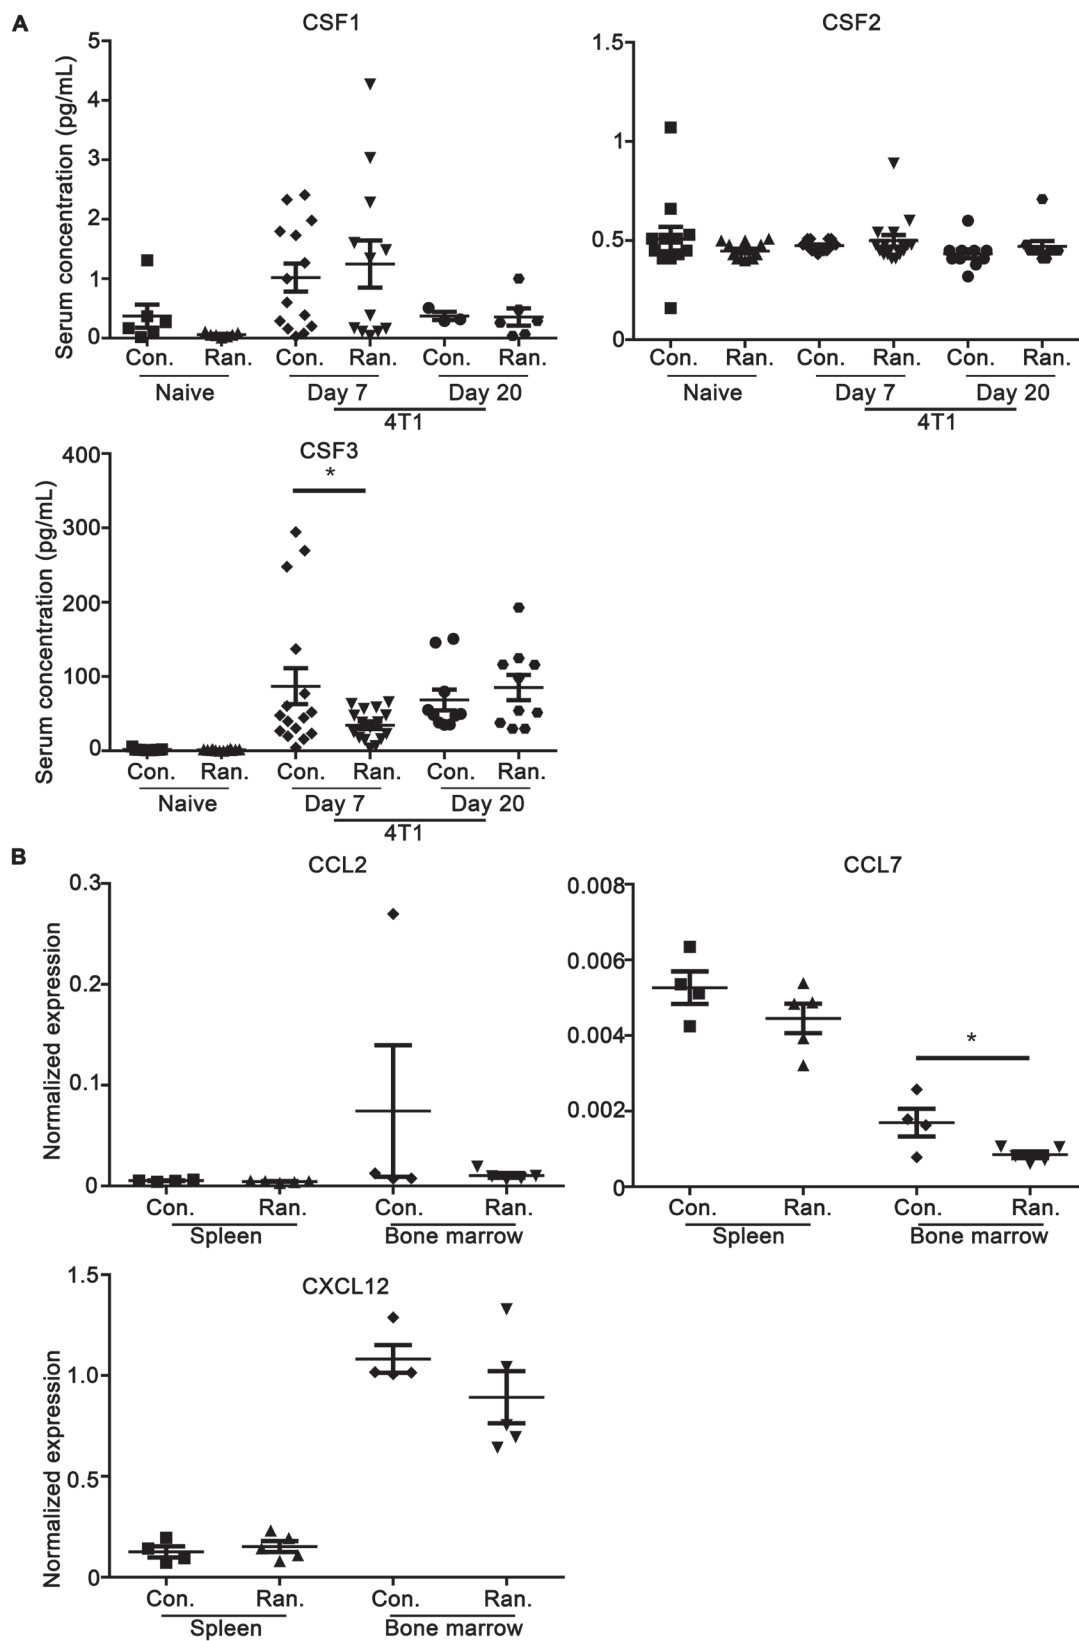 A
CSF1
Serum concentration (pg/mL)
5
4
3
2
1
0
Con. Ran. Con. Ran. Con. Ran.
Naive Day 7 Day 20
4T1
CSF2
1.5
1
0.5
0
Con. Ran. Con. Ran. Con. Ran.
Naive Day 7 Day 20
4T1
CSF3
*
Serum concentration (pg/mL)
400
300
200
100
0
Con. Ran. Con. Ran. Con. Ran.
Naive Day 7 Day 20
4T1
B
CCL2
Normalized expression
0.3
0.2
0.1
0
Con. Ran. Con. Ran.
Spleen Bone marrow
CCL7
0.008
0.006
0.004
0.002
0
*
Con. Ran. Con. Ran.
Spleen Bone marrow
CXCL12
Normalized expression
1.5
1.0
0.5
0
Con. Ran. Con. Ran.
Spleen Bone marrow